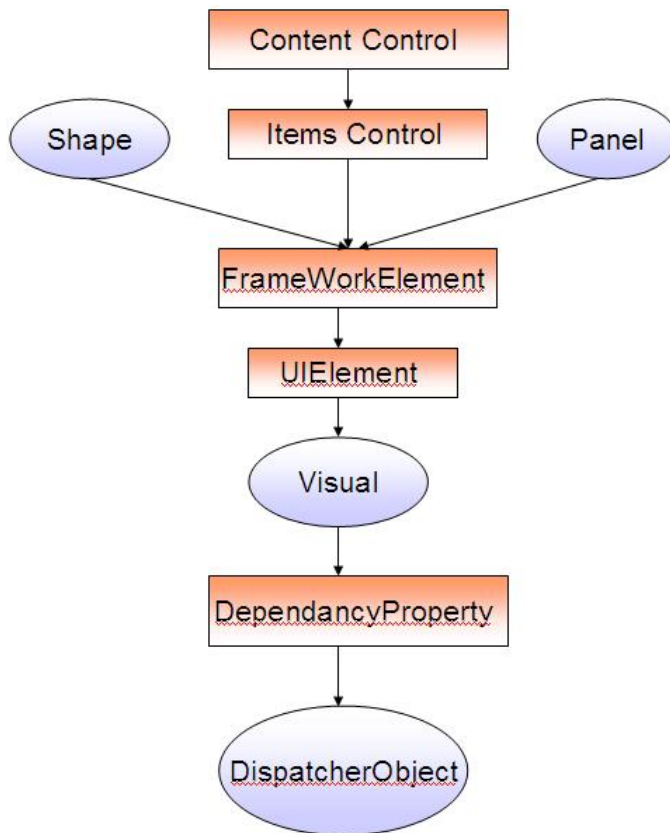 Content Control
Shape
Items Control
Panel
FrameWorkElement
UIElement
Visual
DependancyProperty
DispatcherObject